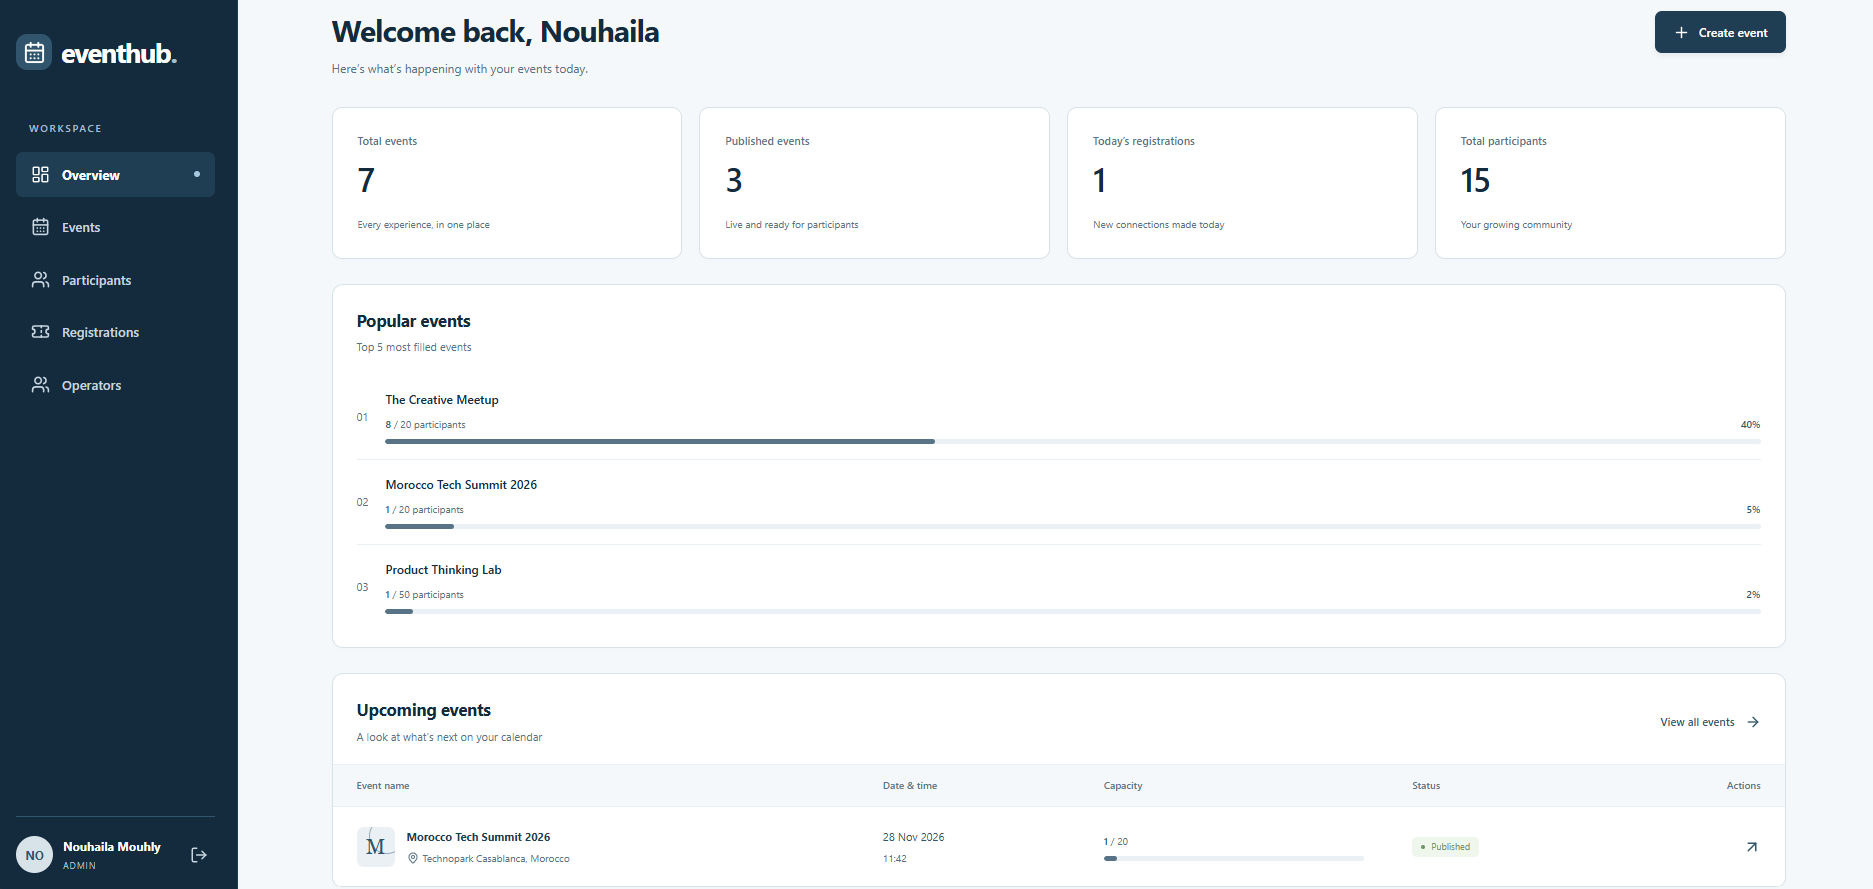 eventhub.
WORKSPACE
Overview
Events
Participants
Registrations
Operators
NO
Nouhaila Mouhly
ADMIN
Welcome back, Nouhaila
Here's what's happening with your events today.
Create event
Total events
7
Every experience, in one place
Published events
3
Live and ready for participants
Today's registrations
1
New connections made today
Total participants
15
Your growing community
Popular events
Top 5 most filled events
01
The Creative Meetup
8 / 20 participants
40%
02
Morocco Tech Summit 2026
1 / 20 participants
5%
03
Product Thinking Lab
1 / 50 participants
2%
Upcoming events
A look at what's next on your calendar
View all events
Event name Date & time Capacity Status Actions
M
Morocco Tech Summit 2026
Technopark Casablanca, Morocco
28 Nov 2026
11:42
1 / 20
Published